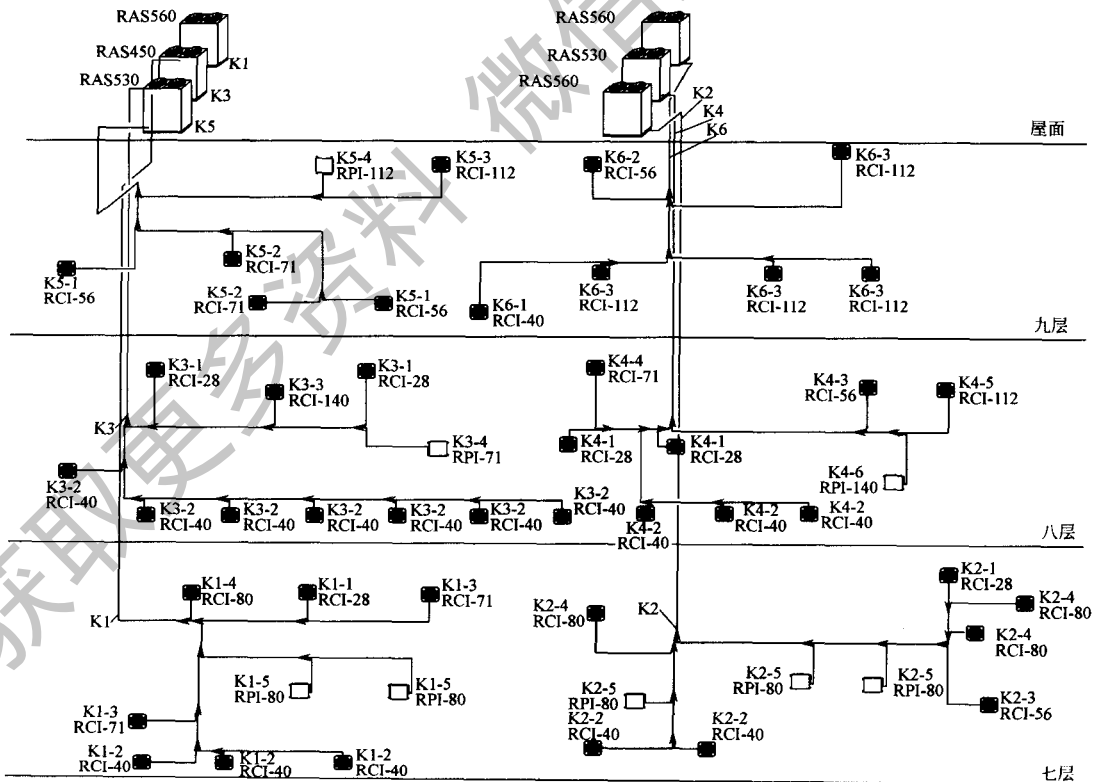 RAS560
RAS450
RAS530
K1
K3
K5
RAS560
RAS530
RAS560
K2
K4
K6
屋面
K5-4
RPI-112
K5-3
RCI-112
K6-2
RCI-56
K6-3
RCI-112
K5-1
RCI-56
K5-2
RCI-71
K5-2
RCI-71
K5-1
RCI-56
K6-1
RCI-40
K6-3
RCI-112
K6-3
RCI-112
K6-3
RCI-112
九层
K3-1
RCI-28
K3-3
RCI-140
K3-1
RCI-28
K3-4
RPI-71
K4-4
RCI-71
K4-3
RCI-56
K4-5
RCI-112
K3
K4-1
RCI-28
K4-1
RCI-28
K4-6
RPI-140
K3-2
RCI-40
K3-2
RCI-40
K3-2
RCI-40
K3-2
RCI-40
K3-2
RCI-40
K3-2
RCI-40
K3-2
RCI-40
K4-2
RCI-40
K4-2
RCI-40
K4-2
RCI-40
八层
K1-4
RCI-80
K1-1
RCI-28
K1-3
RCI-71
K1
K2-4
RCI-80
K2
K2-1
RCI-28
K2-4
RCI-80
K2-4
RCI-80
K1-5
RPI-80
K1-5
RPI-80
K2-5
RPI-80
K2-5
RPI-80
K2-5
RPI-80
K2-3
RCI-56
K1-3
RCI-71
K1-2
RCI-40
K1-2
RCI-40
K1-2
RCI-40
K2-2
RCI-40
K2-2
RCI-40
七层
获取更多资料 微信